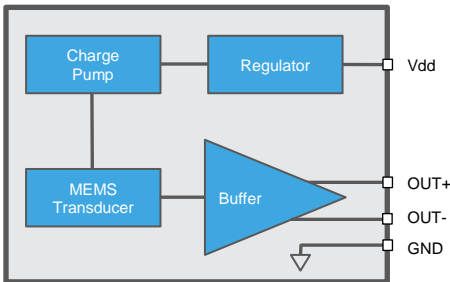 Charge
Pump
Regulator
Vdd
MEMS
Transducer
Buffer
OUT+
OUT-
GND